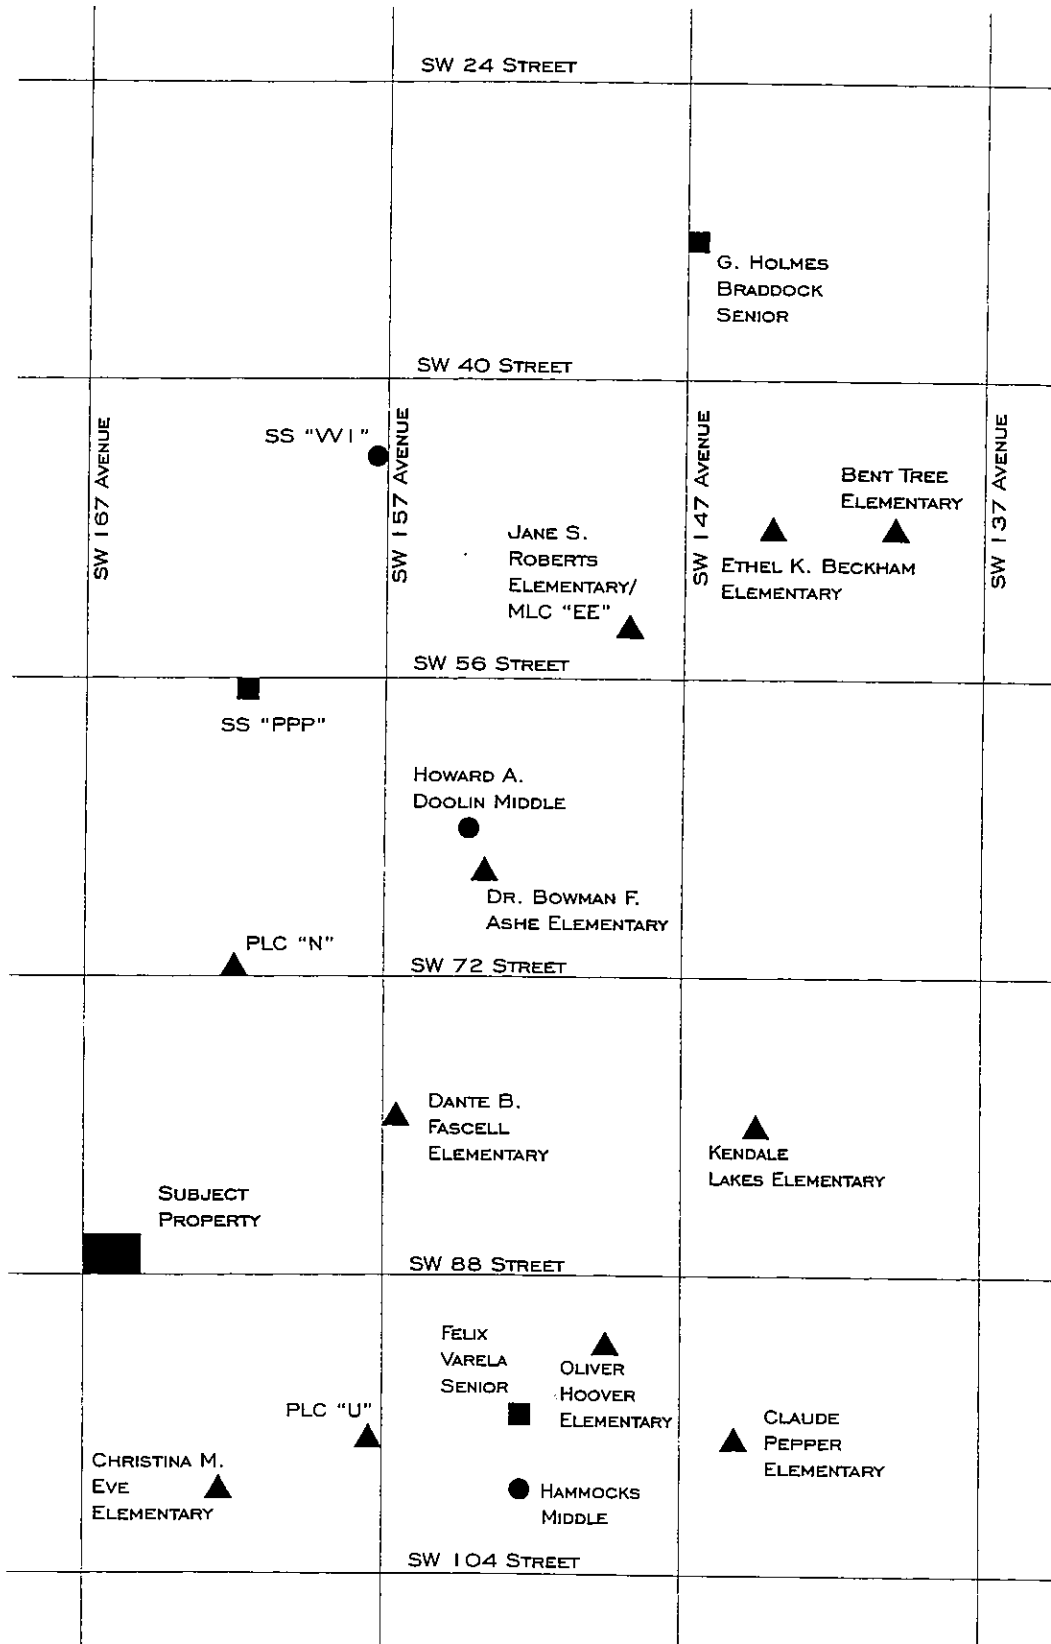 SW 24 STREET
G. HOLMES
BRADDOCK
SENIOR
SW 40 STREET
SW 167 AVENUE
SS "VV1"
SW 157 AVENUE
SW 147 AVENUE
SW 137 AVENUE
BENT TREE
ELEMENTARY
JANE S.
ROBERTS
ELEMENTARY/
MLC "EE"
ETHEL K. BECKHAM
ELEMENTARY
SW 56 STREET
SS "PPP"
HOWARD A.
DOOLIN MIDDLE
DR. BOWMAN F.
ASHE ELEMENTARY
PLC "N"
SW 72 STREET
DANTE B.
FASCELL
ELEMENTARY
KENDALE
LAKES ELEMENTARY
SUBJECT
PROPERTY
SW 88 STREET
FELIX
VARELA
SENIOR
OLIVER
HOOVER
ELEMENTARY
PLC "U"
CLAUDE
PEPPER
ELEMENTARY
CHRISTINA M.
EVE
ELEMENTARY
HAMMOCKS
MIDDLE
SW 104 STREET